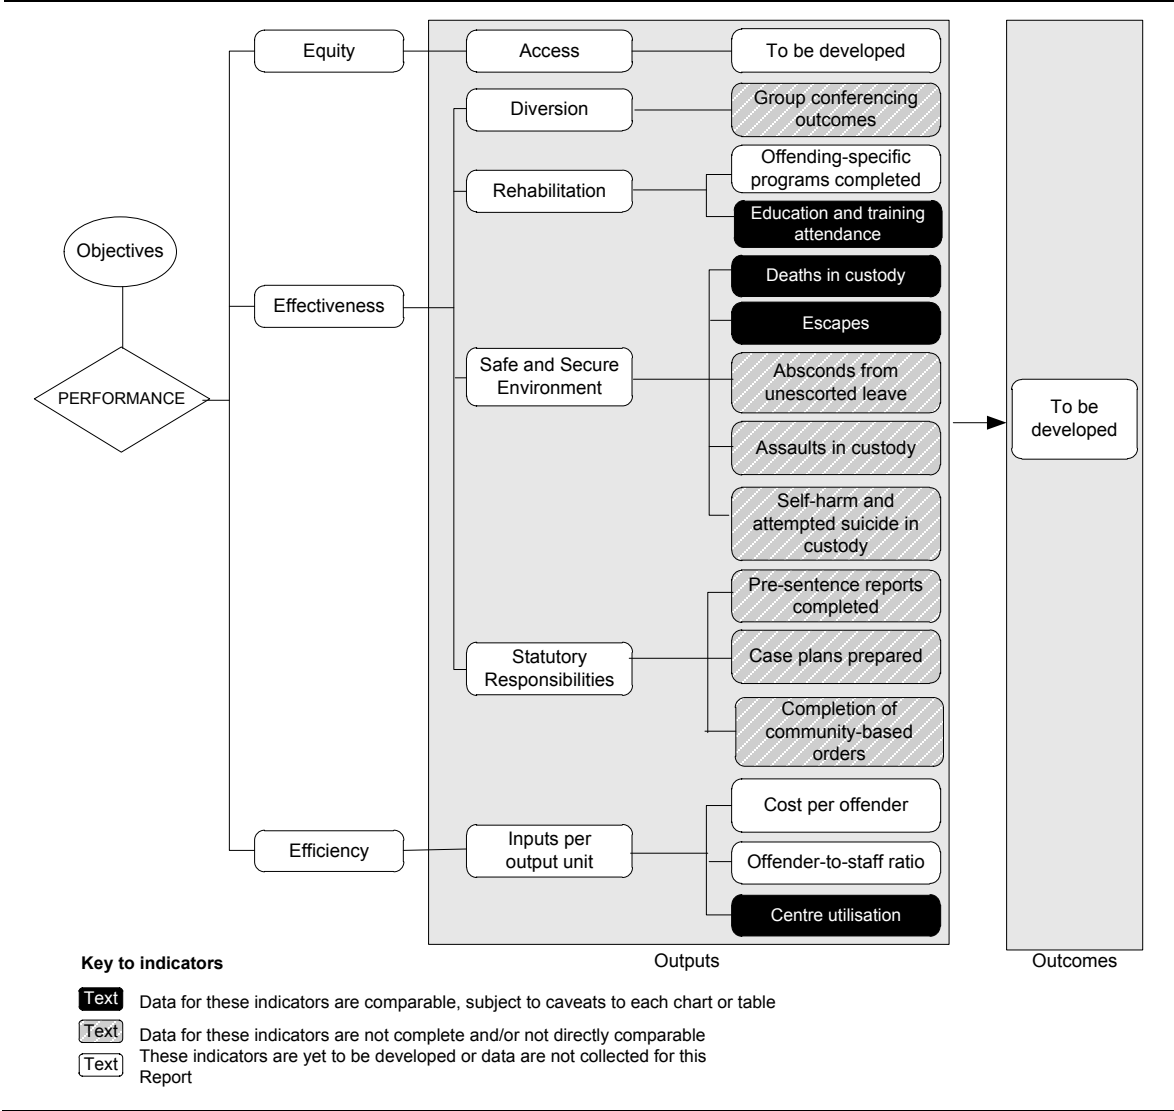 Objectives
PERFORMANCE
Equity
Effectiveness
Efficiency
Access
Diversion
Rehabilitation
Safe and Secure
Environment
Statutory
Responsibilities
Inputs per
output unit
To be developed
Group conferencing
outcomes
Offending-specific
programs completed
Education and training
attendance
Deaths in custody
Escapes
Absconds from
unescorted leave
Assaults in custody
Self-harm and
attempted suicide in
custody
Pre-sentence reports
completed
Case plans prepared
Completion of
community-based
orders
Cost per offender
Offender-to-staff ratio
Centre utilisation
To be
developed
Outputs
Outcomes
Key to indicators
Text Data for these indicators are comparable, subject to caveats to each chart or table
Text Data for these indicators are not complete and/or not directly comparable
Text These indicators are yet to be developed or data are not collected for this
Report